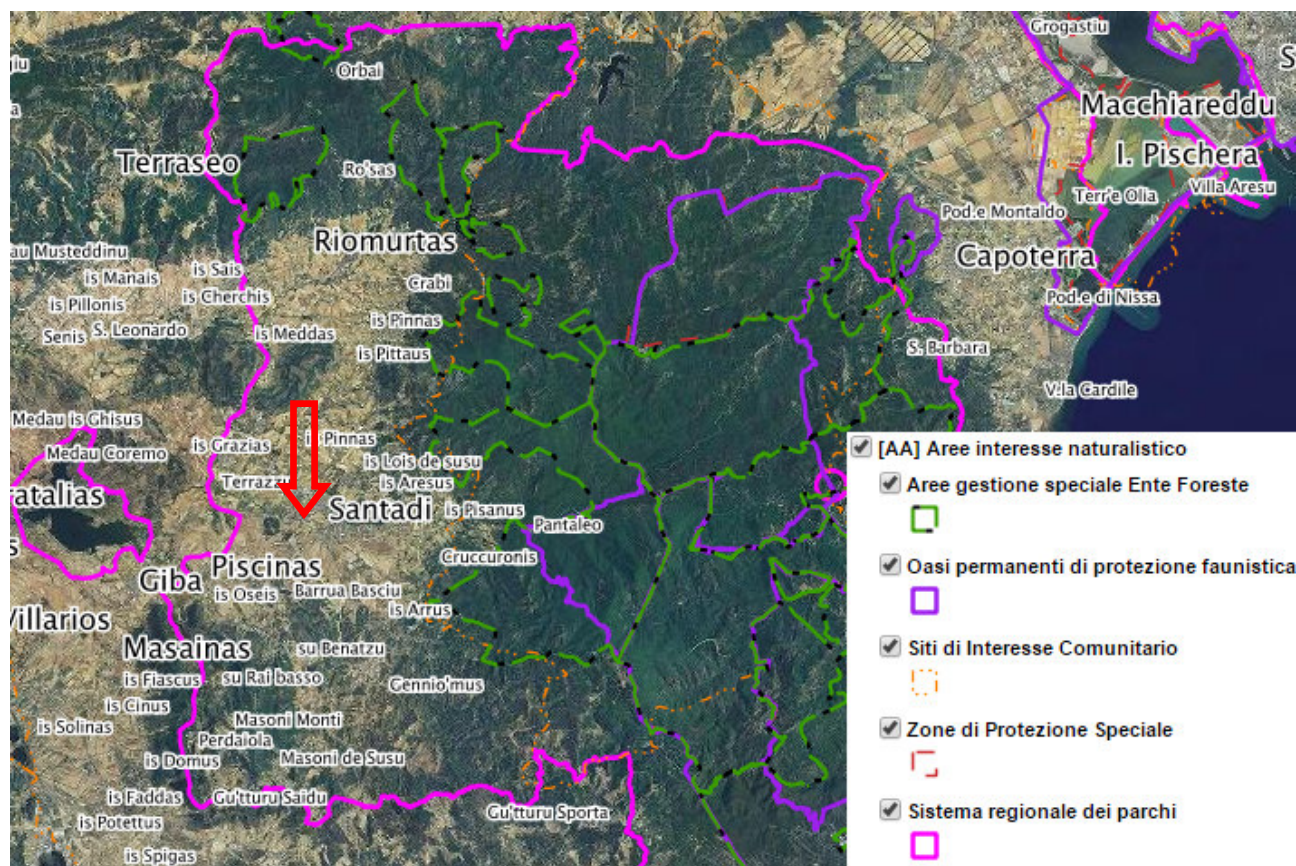 Grogastiu
S
Orbai
Macchiareddu
Terraseo
Ro'sas
I. Pischera
Villa Aresu
Terr'e Olia
Pod.e Montaldo
Riomurtas
au Musteddinu
Capoterra
is Sais
is Manais
Crabi
is Cherchis
Pod.e di Nissa
is Pillonis
is Pinnas
S. Leonardo
Senis
is Meddas
is Pittaus
S. Barbara
V.la Cardile
Medau is Ghisus
is Grazias
is Pinnas
Medau Coremo
is Lois de susu
Terrazzu
is Aresus
ratalias
Santadi
is Pisanus
Pantaleo
Cruccuronis
Piscinas
Giba
is Oseis
Barrua Basciu
is Arrus
Villarios
Masainas
su Benatzu
is Fiascus
su Rai basso
Gennio'mus
is Cinus
is Solinas
Masoni Monti
Perdaiola
is Domus
Masoni de Susu
is Faddas
Gu'tturu Saidu
Gu'tturu Sporta
is Potettus
is Spigas
[AA] Aree interesse naturalistico
Aree gestione speciale Ente Foreste
Oasi permanenti di protezione faunistica
Siti di Interesse Comunitario
Zone di Protezione Speciale
Sistema regionale dei parchi